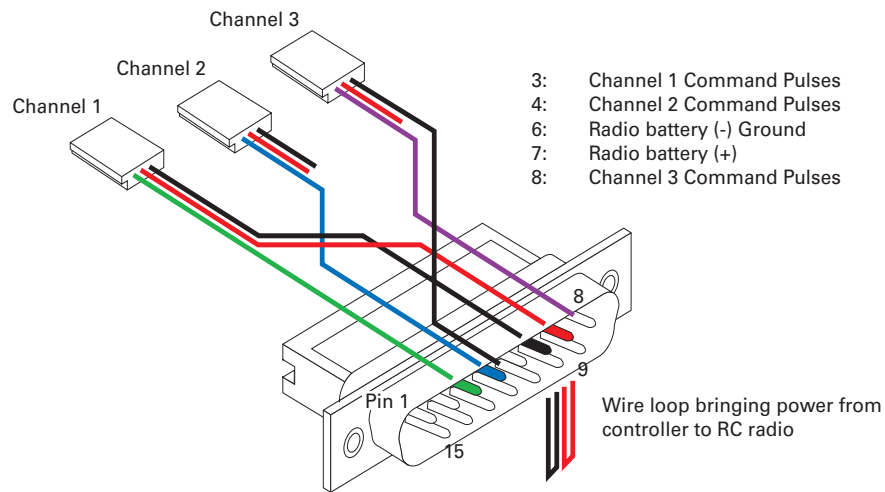 Channel 3
Channel 2
Channel 1
3: Channel 1 Command Pulses
4: Channel 2 Command Pulses
6: Radio battery (-) Ground
7: Radio battery (+)
8: Channel 3 Command Pulses
8
9
Pin 1
15
Wire loop bringing power from
controller to RC radio